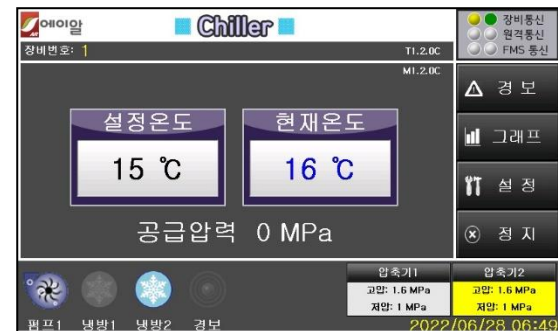 에이알
Chiller
장비번호: 1
T1.2.0C
M1.2.0C
장비통신
원격통신
FMS 통신
설정온도
현재온도
15 ℃
16 ℃
공급압력 0 MPa
경 보
그래프
설 정
정 지
펌프1
냉방1
냉방2
경보
압축기1
고압: 1.6 MPa
저압: 1 MPa
압축기2
고압: 1.6 MPa
저압: 1 MPa
2022/06/28 06:49